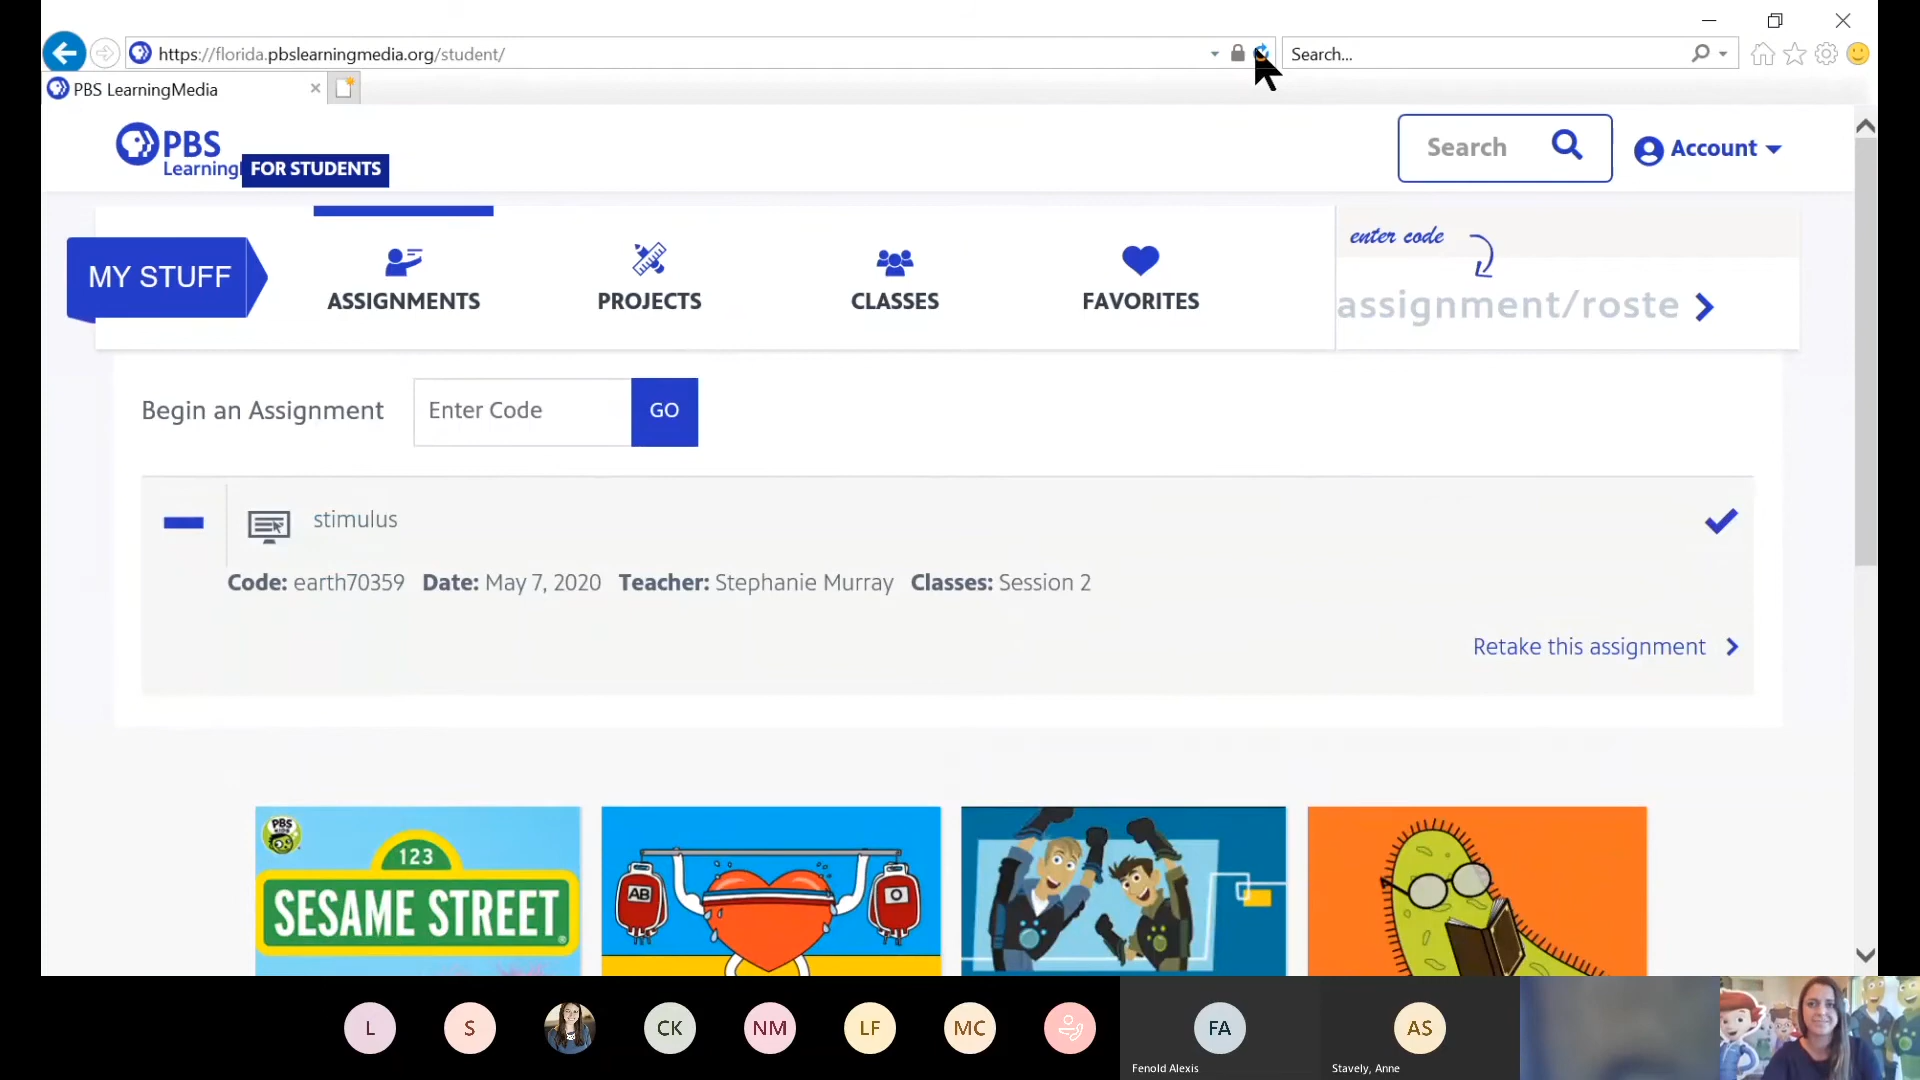 https://florida.pbslearningmedia.org/student/
Search...
PBS LearningMedia
PBS
Learning
FOR STUDENTS
Search
Account
MY STUFF
ASSIGNMENTS
PROJECTS
CLASSES
FAVORITES
enter code
assignment/roste
Begin an Assignment
Enter Code
GO
stimulus
Code: earth70359 Date: May 7, 2020 Teacher: Stephanie Murray Classes: Session 2
Retake this assignment
PBS
KIDS
123
SESAME STREET
AB
O
L
S
CK
NM
LF
MC
FA
AS
Fenold Alexis
Stavely, Anne